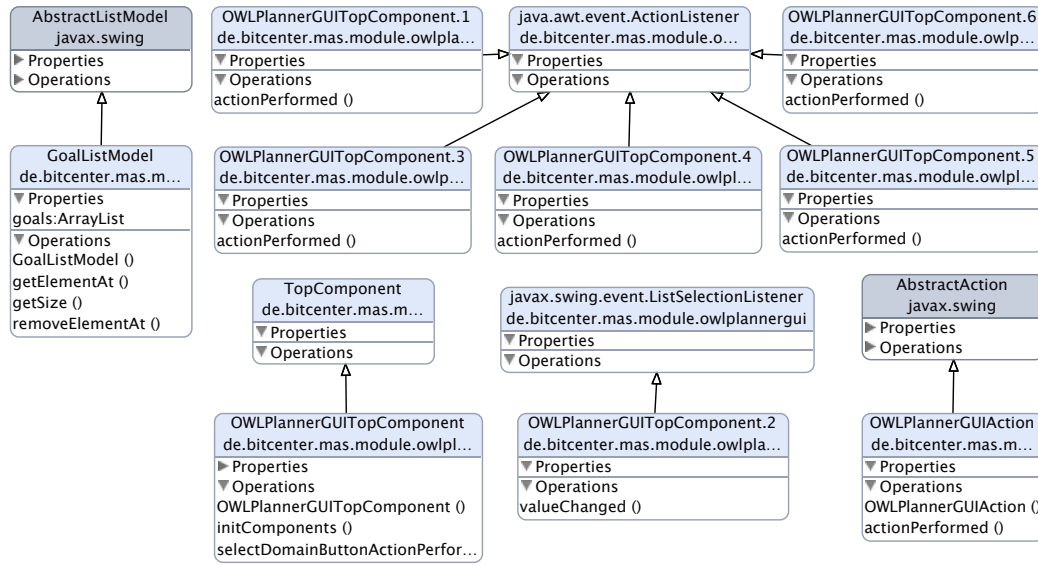 AbstractListModel
javax.swing
Properties
Operations
OWLPlannerGUITopComponent.1
de.bitcenter.mas.module.owlpla...
Properties
Operations
actionPerformed ()
java.awt.event.ActionListener
de.bitcenter.mas.module.o...
Properties
Operations
OWLPlannerGUITopComponent.6
de.bitcenter.mas.module.owlp...
Properties
Operations
actionPerformed ()
GoalListModel
de.bitcenter.mas.m...
Properties
goals:ArrayList
Operations
GoalListModel ()
getElementAt ()
getSize ()
removeElementAt ()
OWLPlannerGUITopComponent.3
de.bitcenter.mas.module.owlp...
Properties
Operations
actionPerformed ()
OWLPlannerGUITopComponent.4
de.bitcenter.mas.module.owlpl...
Properties
Operations
actionPerformed ()
OWLPlannerGUITopComponent.5
de.bitcenter.mas.module.owlpl...
Properties
Operations
actionPerformed ()
TopComponent
de.bitcenter.mas.m...
Properties
Operations
javax.swing.event.ListSelectionListener
de.bitcenter.mas.module.owlplannergui
Properties
Operations
AbstractAction
javax.swing
Properties
Operations
OWLPlannerGUITopComponent
de.bitcenter.mas.module.owlpl...
Properties
Operations
OWLPlannerGUITopComponent ()
initComponents ()
selectDomainButtonActionPerfor...
OWLPlannerGUITopComponent.2
de.bitcenter.mas.module.owlpla...
Properties
Operations
valueChanged ()
OWLPlannerGUIAction
de.bitcenter.mas.m...
Properties
Operations
OWLPlannerGUIAction ()
actionPerformed ()